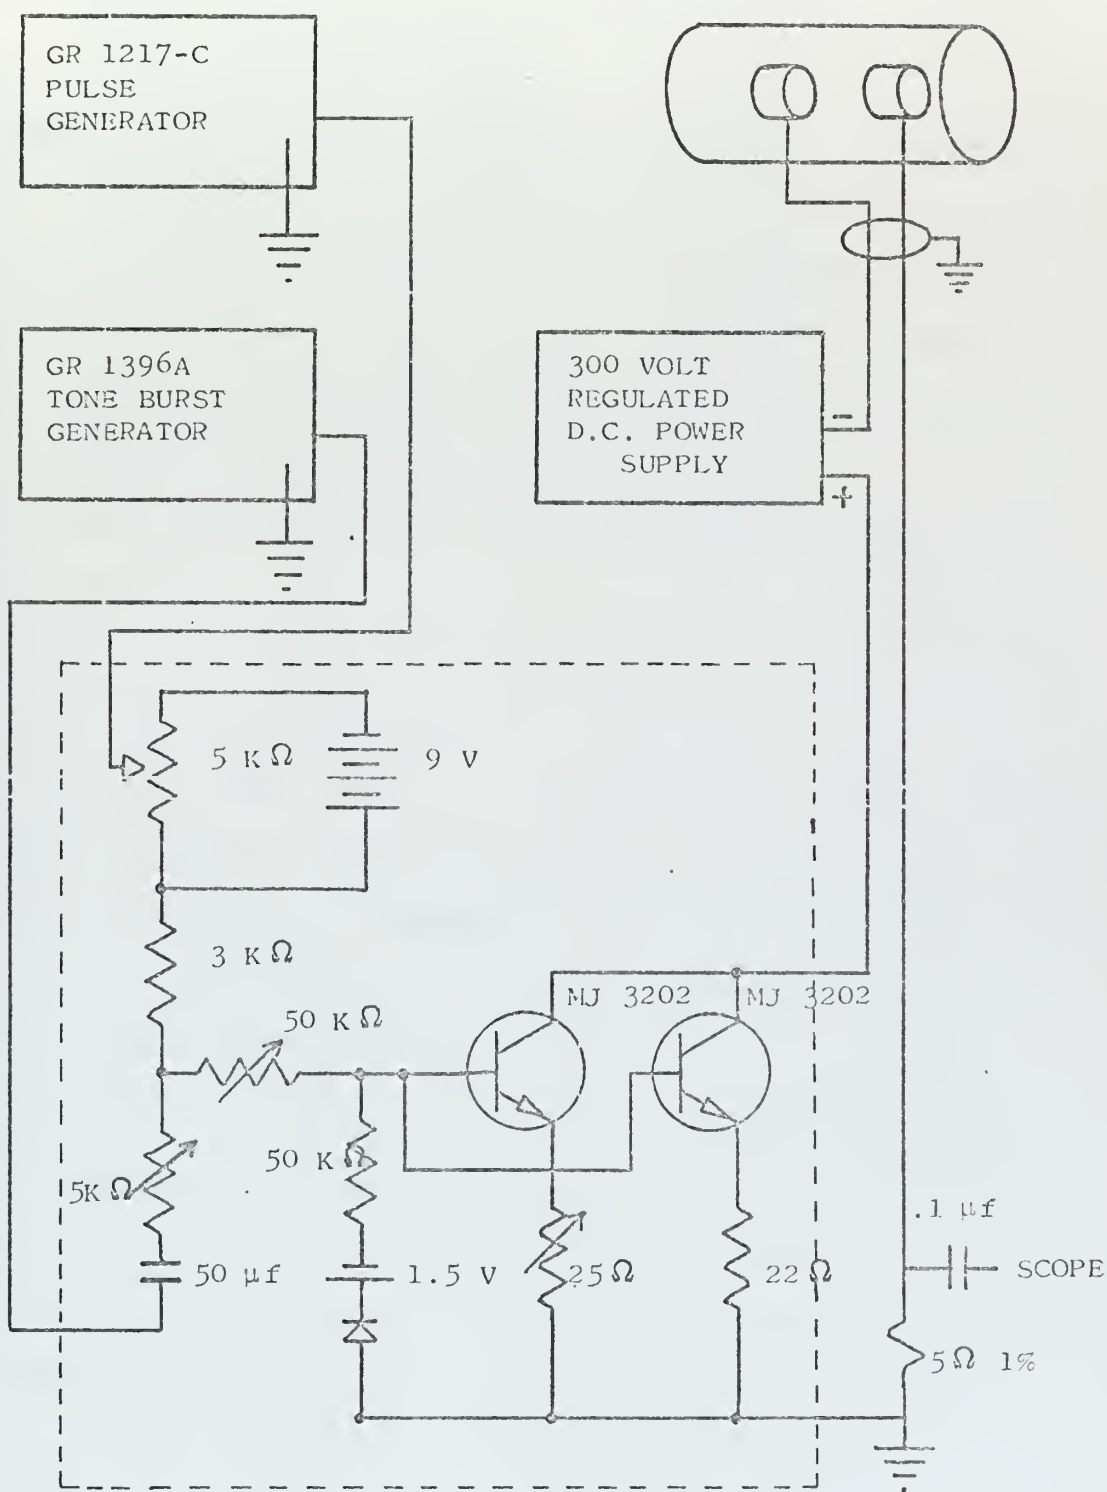 GR 1217-C
PULSE
GENERATOR
GR 1396A
TONE BURST
GENERATOR
300 VOLT
REGULATED
D.C. POWER
SUPPLY
−
+
5 KΩ
9 V
3 KΩ
MJ 3202
MJ 3202
50 KΩ
50 KΩ
5KΩ
.1 μf
50 μf
1.5 V
25Ω
22Ω
SCOPE
5Ω 1%